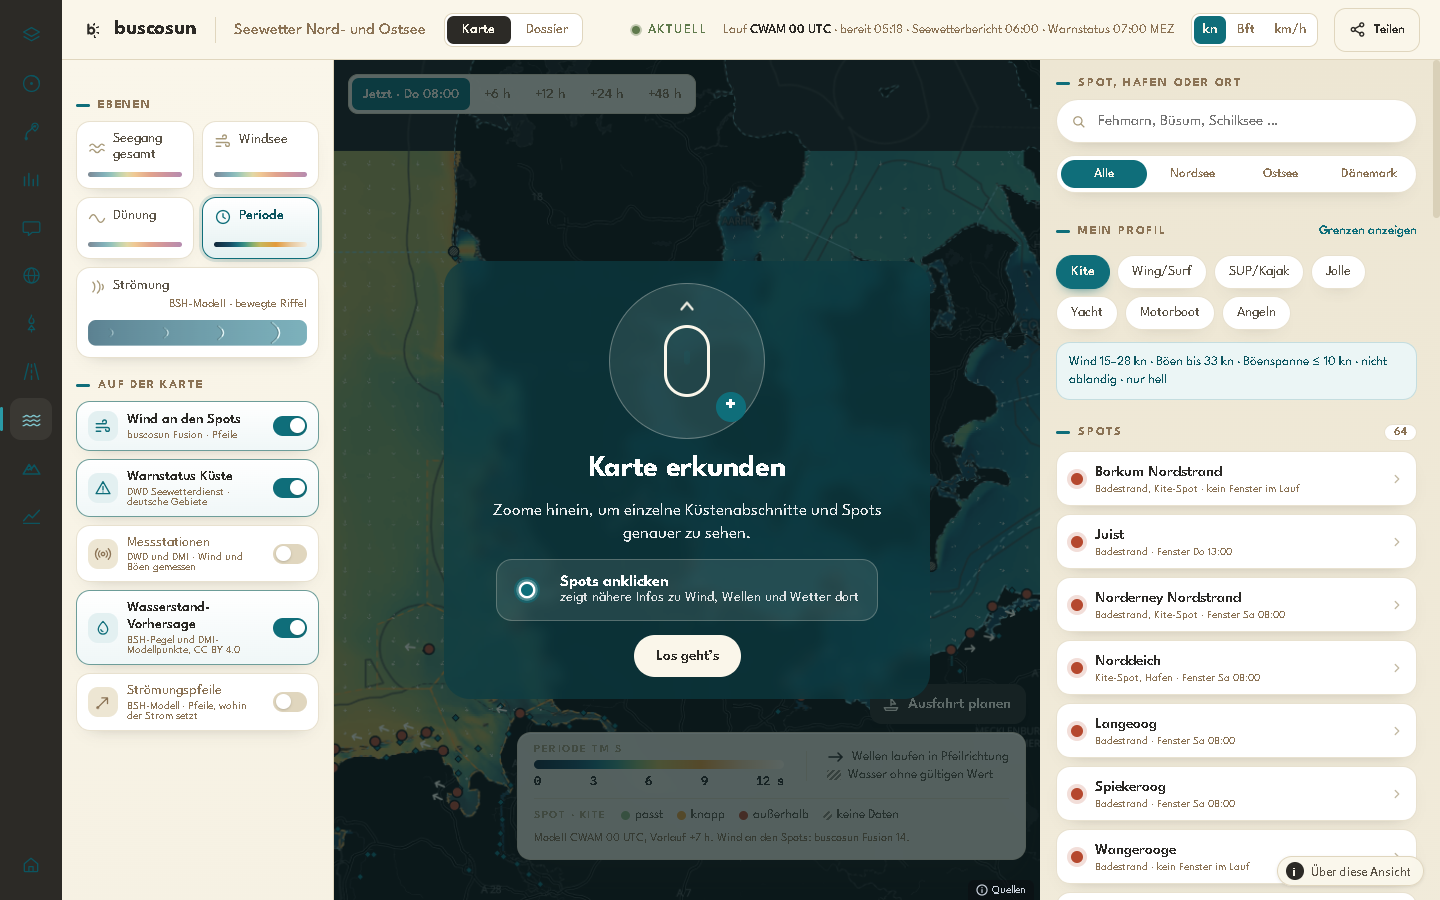 buscosun
Seewetter Nord- und Ostsee
Karte
Dossier
AKTUELL
Lauf CWAM 00 UTC · bereit 05:18 · Seewetterbericht 06:00 · Warnstatus 07:00 MEZ
kn
Bft
km/h
Teilen
EBENEN
Seegang
gesamt
Windsee
Dünung
Periode
Strömung
BSH-Modell · bewegte Riffel
AUF DER KARTE
Wind an den Spots
buscosun Fusion · Pfeile
Warnstatus Küste
DWD Seewetterdienst ·
deutsche Gebiete
Messstationen
DWD und DMI · Wind und
Böen gemessen
Wasserstand-
Vorhersage
BSH-Pegel und DMI-
Modellpunkte, CC BY 4.0
Strömungspfeile
BSH-Modell · Pfeile, wohin
der Strom setzt
Jetzt · Do 08:00
+6 h
+12 h
+24 h
+48 h
Karte erkunden
Zoome hinein, um einzelne Küstenabschnitte und Spots
genauer zu sehen.
Spots anklicken
zeigt nähere Infos zu Wind, Wellen und Wetter dort
Los geht's
Ausfahrt planen
PERIODE TM S
0 3 6 9 12 s
Wellen laufen in Pfeilrichtung
Wasser ohne gültigen Wert
SPOT · KITE
passt
knapp
außerhalb
keine Daten
Modell CWAM 00 UTC, Vorlauf +7 h. Wind an den Spots: buscosun Fusion 14.
Quellen
SPOT, HAFEN ODER ORT
Fehmarn, Büsum, Schilksee ...
Alle
Nordsee
Ostsee
Dänemark
MEIN PROFIL
Grenzen anzeigen
Kite
Wing/Surf
SUP/Kajak
Jolle
Yacht
Motorboot
Angeln
Wind 15–28 kn · Böen bis 33 kn · Böenspanne ≤ 10 kn · nicht
ablandig · nur hell
SPOTS
64
Borkum Nordstrand
Badestrand, Kite-Spot · kein Fenster im Lauf
Juist
Badestrand · Fenster Do 13:00
Norderney Nordstrand
Badestrand, Kite-Spot · Fenster Sa 08:00
Norddeich
Kite-Spot, Hafen · Fenster Sa 08:00
Langeoog
Badestrand · Fenster Sa 08:00
Spiekeroog
Badestrand · Fenster Sa 08:00
Wangerooge
Badestrand · kein Fenster im Lauf
Über diese Ansicht